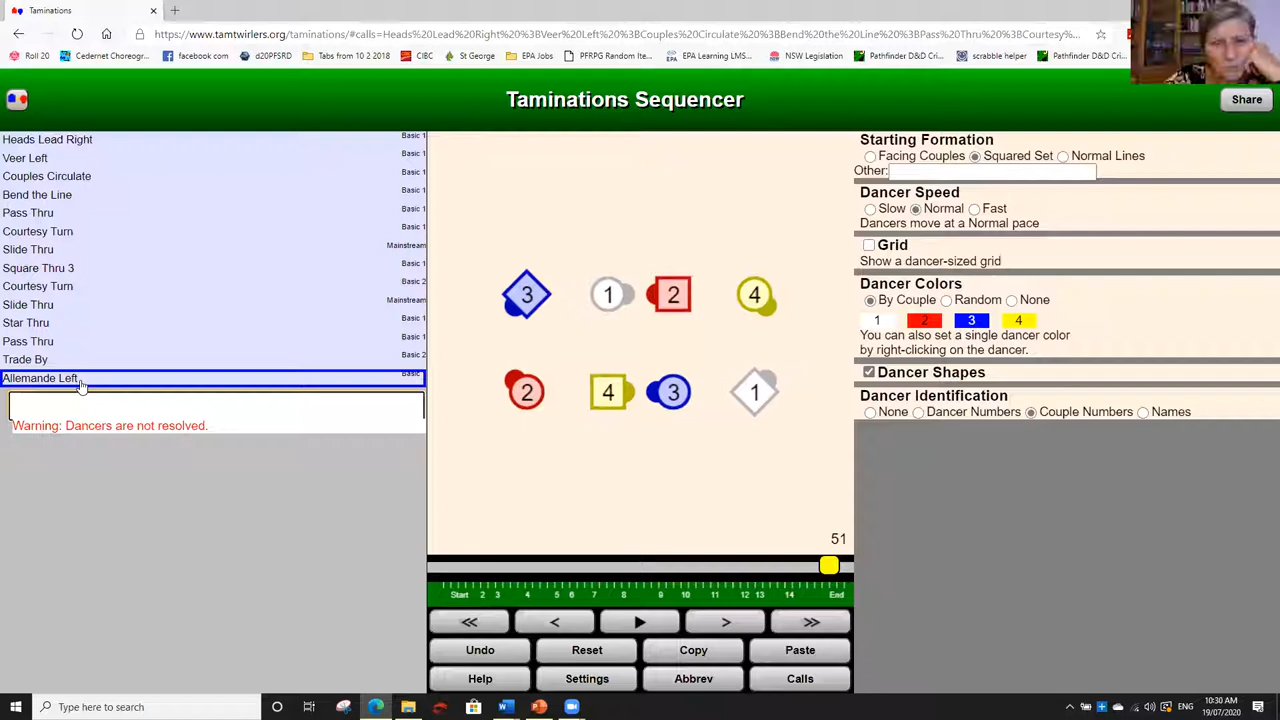 Taminations
https://www.tamtwirlers.org/taminations/#calls=Heads%20Lead%20Right%20%3BVeer%20Left%20%3BCouples%20Circulate%20%3BBend%20the%20Line%20%3BPass%20Thru%20%3BCourtesy...
Roll 20 Cedernet Choreogr... facebook.com d20PFSRD Tabs from 10 2 2018 CIBC St George EPA Jobs PFRPG Random Ite... EPA Learning LMS... NSW Legislation Pathfinder D&D Cri... scrabble helper Pathfinder D&D Cri...
Taminations Sequencer
Share
Heads Lead Right Basic 1
Veer Left Basic 1
Couples Circulate Basic 1
Bend the Line Basic 1
Pass Thru Basic 1
Courtesy Turn Basic 1
Slide Thru Mainstream
Square Thru 3 Basic 1
Courtesy Turn Basic 2
Slide Thru Mainstream
Star Thru Basic 1
Pass Thru Basic 1
Trade By Basic 2
Allemande Left Basic
Warning: Dancers are not resolved.
3 1 2 4
2 4 3 1
51
Start 2 3 4 5 6 7 8 9 10 11 12 13 14 End
<< < > >>
Undo Reset Copy Paste
Help Settings Abbrev Calls
Starting Formation
Facing Couples Squared Set Normal Lines
Other:
Dancer Speed
Slow Normal Fast
Dancers move at a Normal pace
Grid
Show a dancer-sized grid
Dancer Colors
By Couple Random None
1 2 3 4
You can also set a single dancer color
by right-clicking on the dancer.
Dancer Shapes
Dancer Identification
None Dancer Numbers Couple Numbers Names
Type here to search
ENG
10:30 AM
19/07/2020